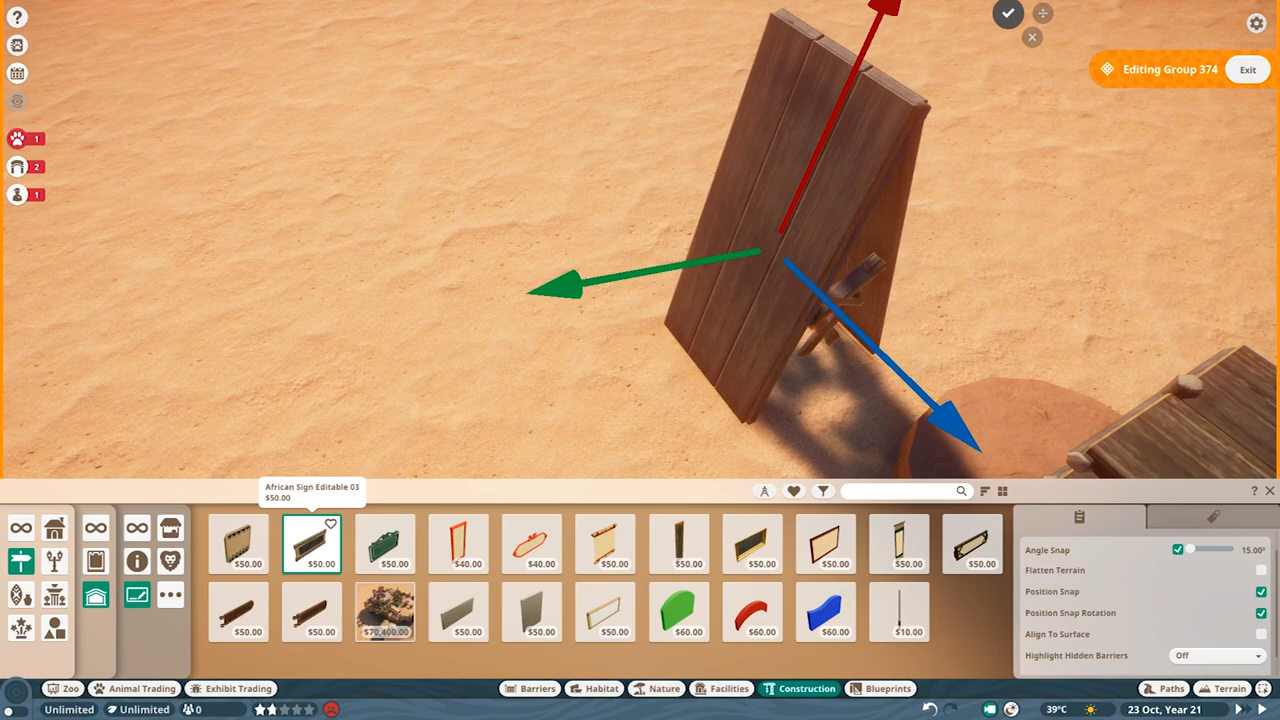 ?
Editing Group 374
Exit
1
2
1
African Sign Editable 03
$50.00
? 
$50.00 $50.00 $50.00 $40.00 $40.00 $50.00 $50.00 $50.00 $50.00 $50.00 $50.00
$50.00 $50.00 $70,400.00 $50.00 $50.00 $50.00 $60.00 $60.00 $60.00 $10.00
Angle Snap 15.00°
Flatten Terrain
Position Snap
Position Snap Rotation
Align To Surface
Highlight Hidden Barriers Off
Zoo Animal Trading Exhibit Trading Barriers Habitat Nature Facilities Construction Blueprints Paths Terrain
Unlimited Unlimited 0 39°C 23 Oct, Year 21